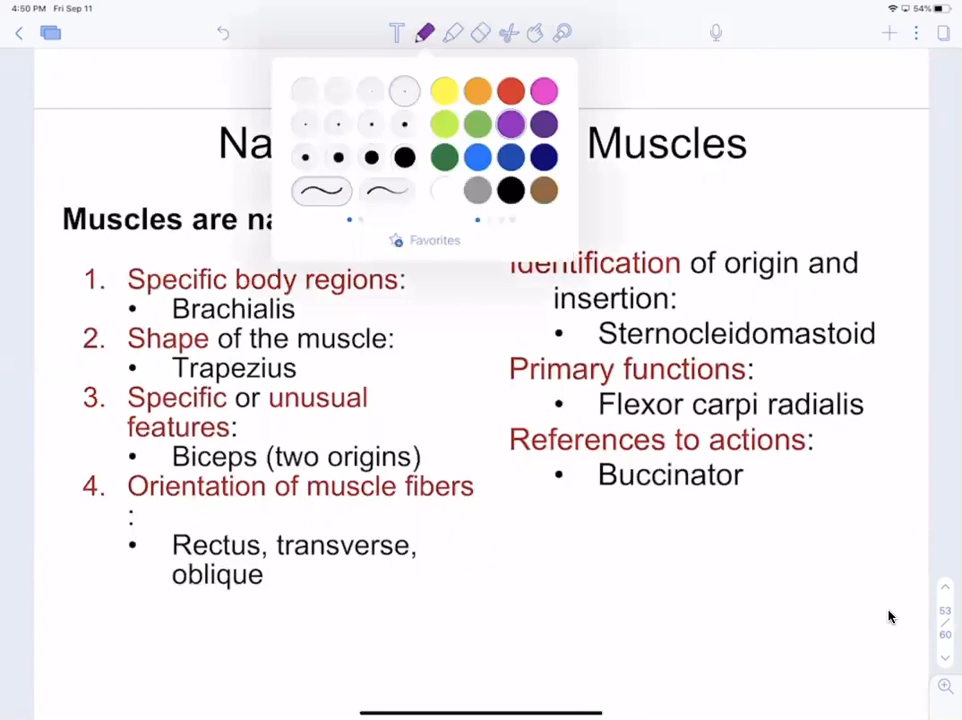 4:50 PM Fri Sep 11
54%
T
Na
Muscles
Muscles are na
Favorites
1. Specific body regions:
• Brachialis
2. Shape of the muscle:
• Trapezius
3. Specific or unusual
features:
• Biceps (two origins)
4. Orientation of muscle fibers
:
• Rectus, transverse,
oblique
Identification of origin and
insertion:
• Sternocleidomastoid
Primary functions:
• Flexor carpi radialis
References to actions:
• Buccinator
53
/
60